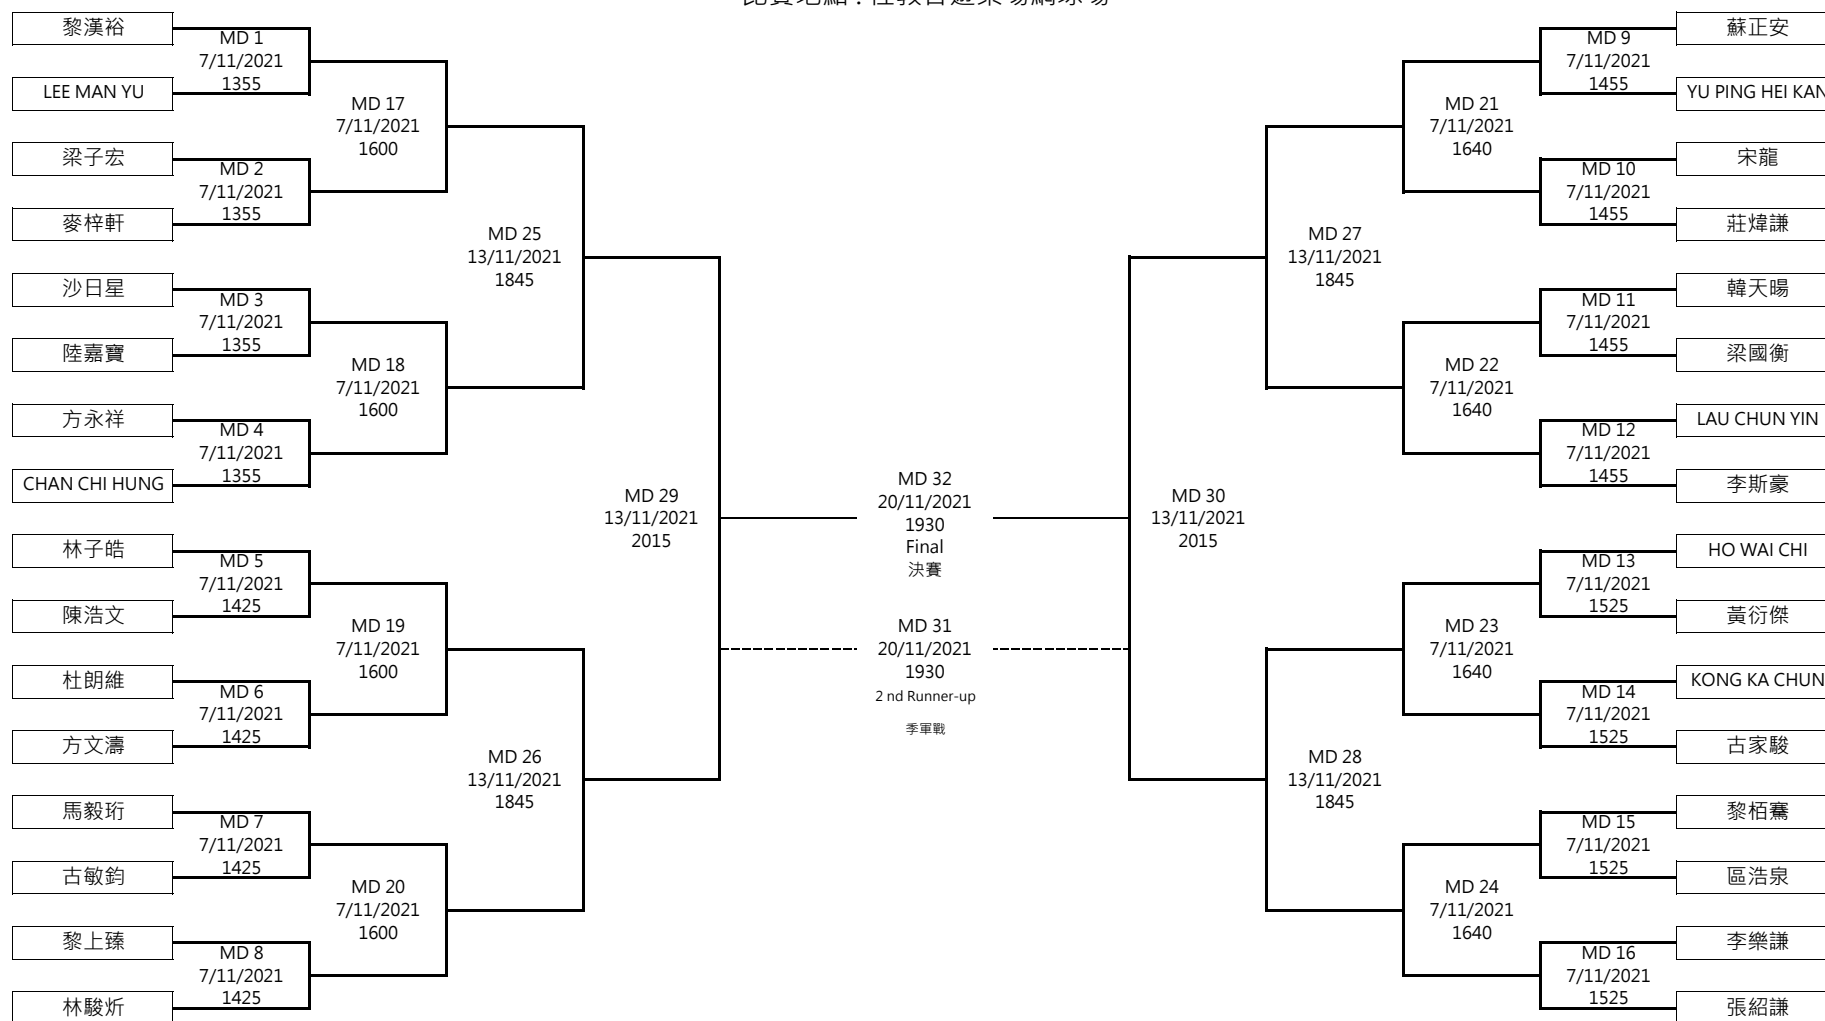 黎漢裕
MD 1
7/11/2021
1355
LEE MAN YU
MD 17
7/11/2021
1600
梁子宏
MD 2
7/11/2021
1355
麥梓軒
MD 25
13/11/2021
1845
沙日星
MD 3
7/11/2021
1355
陸嘉寶
MD 18
7/11/2021
1600
方永祥
MD 4
7/11/2021
1355
CHAN CHI HUNG
MD 29
13/11/2021
2015
林子皓
MD 5
7/11/2021
1425
陳浩文
MD 19
7/11/2021
1600
杜朗維
MD 6
7/11/2021
1425
方文濤
MD 26
13/11/2021
1845
馬毅珩
MD 7
7/11/2021
1425
古敏鈞
MD 20
7/11/2021
1600
黎上臻
MD 8
7/11/2021
1425
林駿炘
MD 32
20/11/2021
1930
Final
決賽
MD 31
20/11/2021
1930
2 nd Runner-up
季軍戰
蘇正安
MD 9
7/11/2021
1455
YU PING HEI KAN
MD 21
7/11/2021
1640
宋龍
MD 10
7/11/2021
1455
莊煒謙
MD 27
13/11/2021
1845
韓天暘
MD 11
7/11/2021
1455
梁國衡
MD 22
7/11/2021
1640
LAU CHUN YIN
MD 12
7/11/2021
1455
李斯豪
MD 30
13/11/2021
2015
HO WAI CHI
MD 13
7/11/2021
1525
黃衍傑
MD 23
7/11/2021
1640
KONG KA CHUN
MD 14
7/11/2021
1525
古家駿
MD 28
13/11/2021
1845
黎栢騫
MD 15
7/11/2021
1525
區浩泉
MD 24
7/11/2021
1640
李樂謙
MD 16
7/11/2021
1525
張紹謙